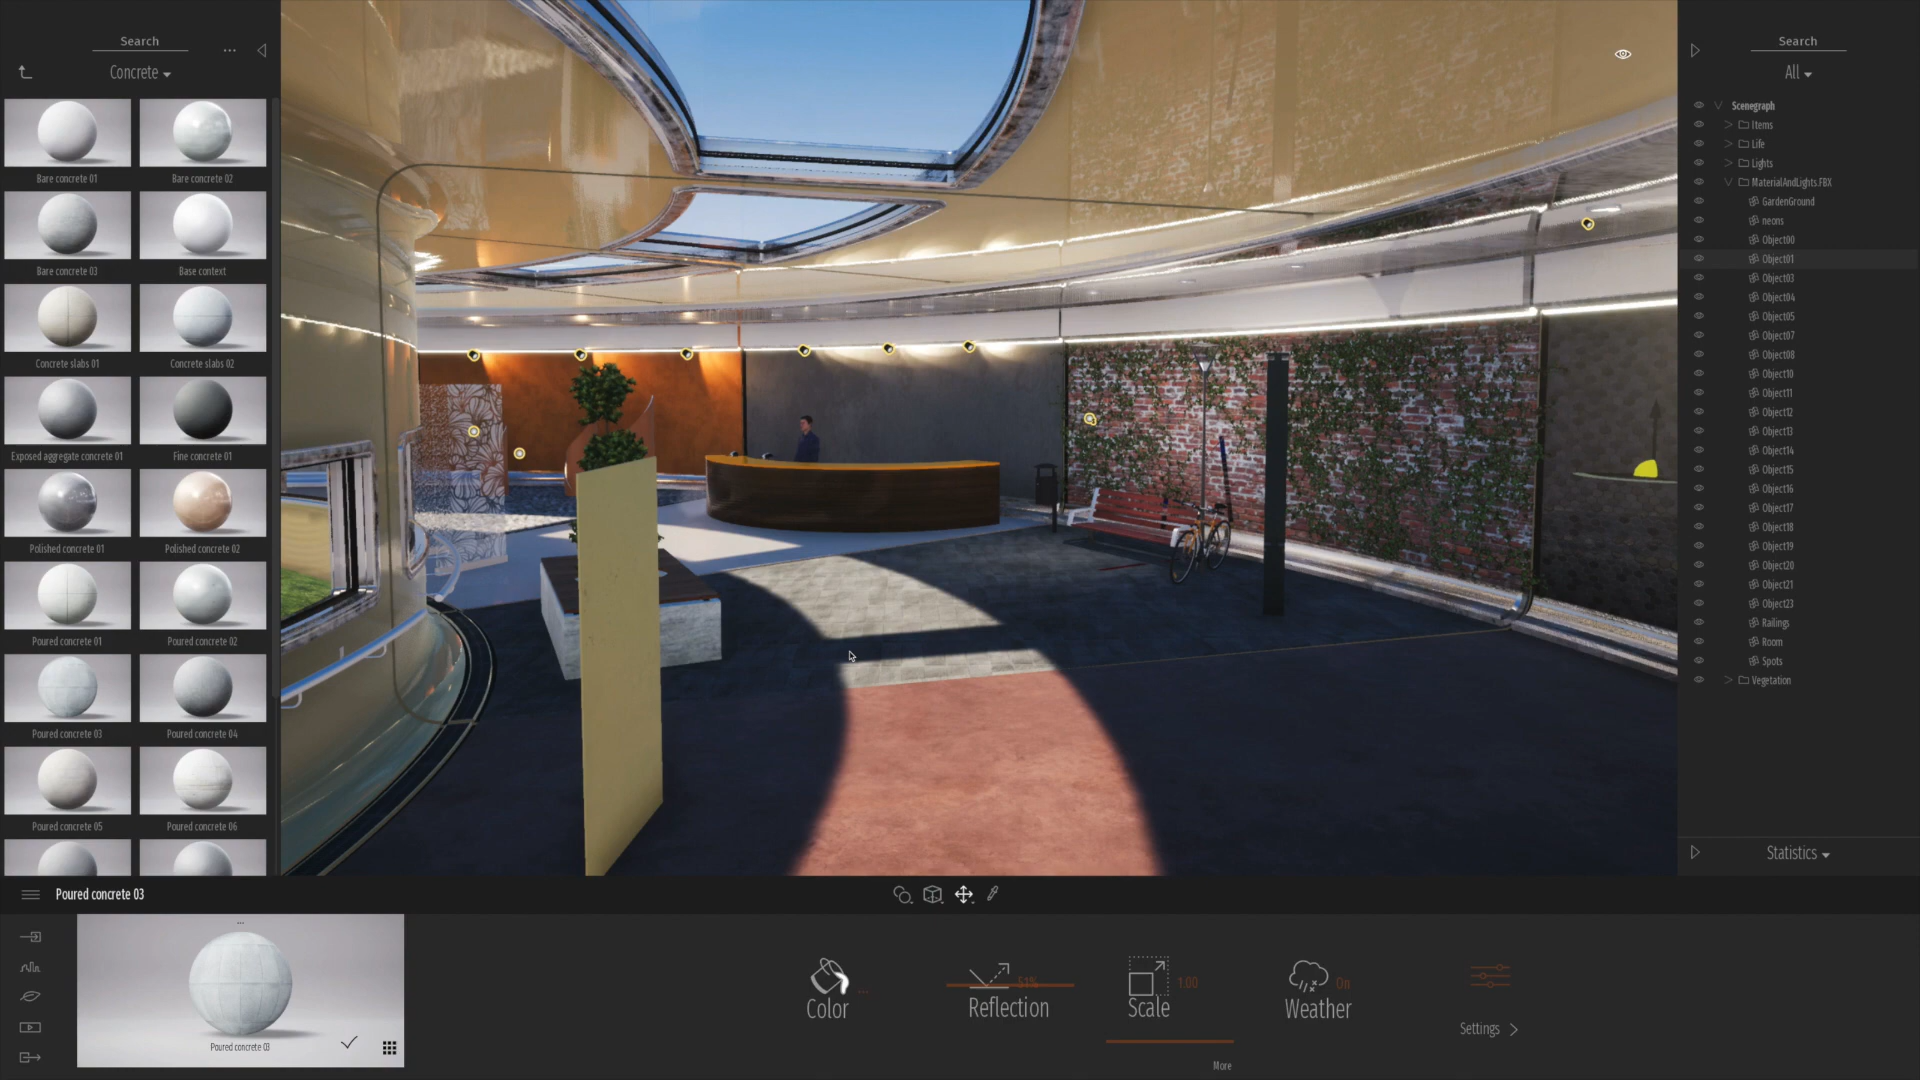 Search
...
Concrete
Bare concrete 01
Bare concrete 02
Bare concrete 03
Base context
Concrete slabs 01
Concrete slabs 02
Exposed aggregate concrete 01
Fine concrete 01
Polished concrete 01
Polished concrete 02
Poured concrete 01
Poured concrete 02
Poured concrete 03
Poured concrete 04
Poured concrete 05
Poured concrete 06
Search
All
Scenegraph
Items
Life
Lights
MaterialAndLights.FBX
GardenGround
neons
Object00
Object01
Object03
Object04
Object05
Object07
Object08
Object10
Object11
Object12
Object13
Object14
Object15
Object16
Object17
Object18
Object19
Object20
Object21
Object23
Railings
Room
Spots
Vegetation
Statistics
Poured concrete 03
...
Poured concrete 03
Color ...
Reflection 51%
Scale 1.00
Weather On
Settings
More